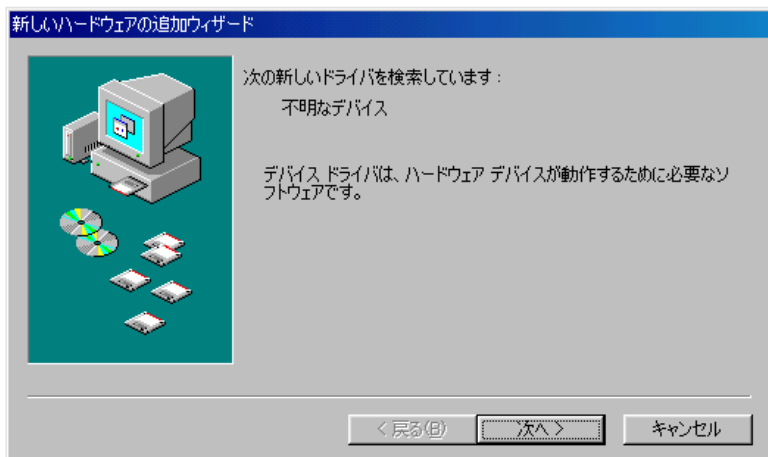 新しいハードウェアの追加ウィザード
次の新しいドライバを検索しています :
不明なデバイス
デバイス ドライバは、ハードウェア デバイスが動作するために必要なソ
フトウェアです。
< 戻る(B)
次へ >
キャンセル